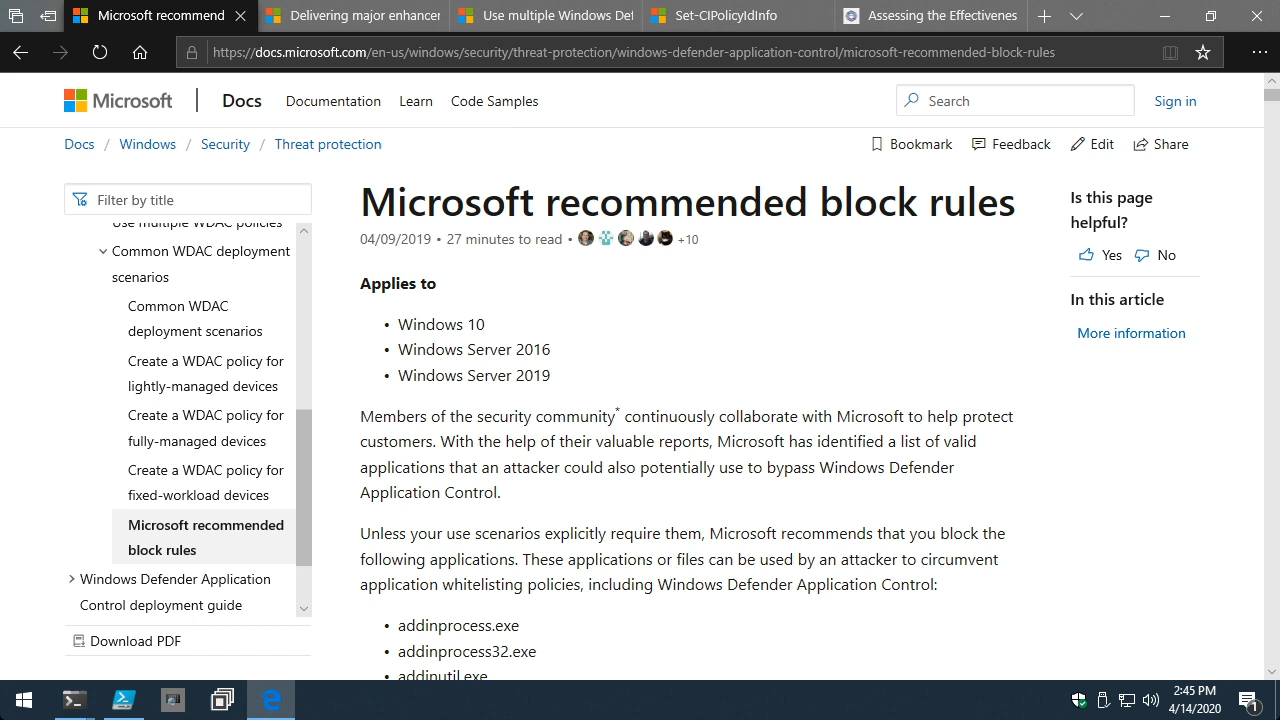 Microsoft recommend
Delivering major enhancer
Use multiple Windows Def
Set-CIPolicyIdInfo
Assessing the Effectivenes
https://docs.microsoft.com/en-us/windows/security/threat-protection/windows-defender-application-control/microsoft-recommended-block-rules
Microsoft
Docs
Documentation
Learn
Code Samples
Search
Sign in
Docs / Windows / Security / Threat protection
Bookmark
Feedback
Edit
Share
Filter by title
Use multiple WDAC policies
Common WDAC deployment
scenarios
Common WDAC
deployment scenarios
Create a WDAC policy for
lightly-managed devices
Create a WDAC policy for
fully-managed devices
Create a WDAC policy for
fixed-workload devices
Microsoft recommended
block rules
Windows Defender Application
Control deployment guide
Download PDF
Microsoft recommended block rules
04/09/2019 • 27 minutes to read • +10
Applies to
• Windows 10
• Windows Server 2016
• Windows Server 2019
Members of the security community* continuously collaborate with Microsoft to help protect
customers. With the help of their valuable reports, Microsoft has identified a list of valid
applications that an attacker could also potentially use to bypass Windows Defender
Application Control.
Unless your use scenarios explicitly require them, Microsoft recommends that you block the
following applications. These applications or files can be used by an attacker to circumvent
application whitelisting policies, including Windows Defender Application Control:
• addinprocess.exe
• addinprocess32.exe
• addinutil.exe
Is this page
helpful?
Yes
No
In this article
More information
2:45 PM
4/14/2020
1